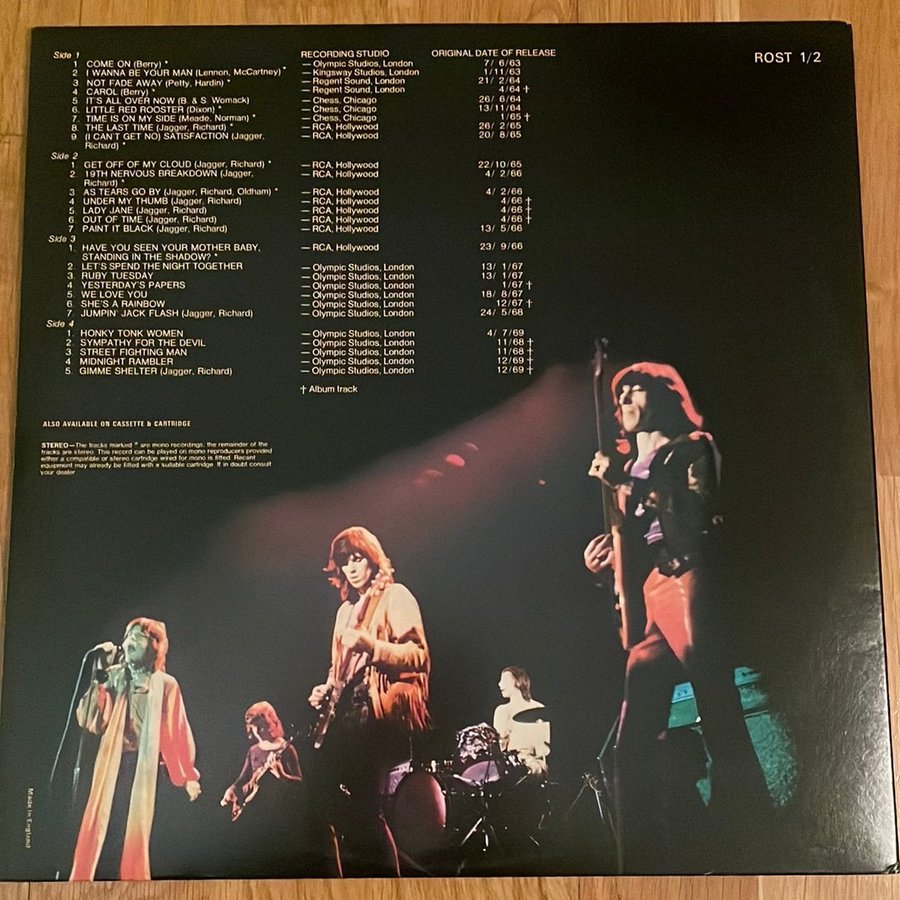 ROST 1/2
Side 1 RECORDING STUDIO ORIGINAL DATE OF RELEASE
1 COME ON (Berry) * — Olympic Studios, London 7/ 6/63
2. I WANNA BE YOUR MAN (Lennon, McCartney) * — Kingsway Studios, London 1/11/63
3. NOT FADE AWAY (Petty, Hardin) * — Regent Sound, London 21/ 2/64
4. CAROL (Berry) * — Regent Sound, London 4/64 †
5. IT'S ALL OVER NOW (B. & S. Womack) — Chess, Chicago 26/ 6/64
6. LITTLE RED ROOSTER (Dixon) * — Chess, Chicago 13/11/64
7. TIME IS ON MY SIDE (Meade, Norman) * — Chess, Chicago 1/65 †
8. THE LAST TIME (Jagger, Richard) * — RCA, Hollywood 26/ 2/65
9 (I CAN'T GET NO) SATISFACTION (Jagger, — RCA, Hollywood 20/ 8/65
Richard) *
Side 2
1. GET OFF OF MY CLOUD (Jagger, Richard) * — RCA, Hollywood 22/10/65
2. 19TH NERVOUS BREAKDOWN (Jagger, — RCA, Hollywood 4/ 2/66
Richard) *
3. AS TEARS GO BY (Jagger, Richard, Oldham) * — RCA, Hollywood 4/ 2/66
4 UNDER MY THUMB (Jagger, Richard) — RCA, Hollywood 4/66 †
5. LADY JANE (Jagger, Richard) — RCA, Hollywood 4/66 †
6 OUT OF TIME (Jagger, Richard) — RCA, Hollywood 4/66 †
7 PAINT IT BLACK (Jagger, Richard) — RCA, Hollywood 13/ 5/66
Side 3
1. HAVE YOU SEEN YOUR MOTHER BABY, — RCA, Hollywood 23/ 9/66
STANDING IN THE SHADOW? *
2. LET'S SPEND THE NIGHT TOGETHER — Olympic Studios, London 13/ 1/67
3. RUBY TUESDAY — Olympic Studios, London 13/ 1/67
4 YESTERDAY'S PAPERS — Olympic Studios, London 1/67 †
5. WE LOVE YOU — Olympic Studios, London 18/ 8/67
6. SHE'S A RAINBOW — Olympic Studios, London 12/67 †
7. JUMPIN' JACK FLASH (Jagger, Richard) — Olympic Studios, London 24/ 5/68
Side 4
1. HONKY TONK WOMEN — Olympic Studios, London 4/ 7/69
2. SYMPATHY FOR THE DEVIL — Olympic Studios, London 11/68 †
3 STREET FIGHTING MAN — Olympic Studios, London 11/68 †
4 MIDNIGHT RAMBLER — Olympic Studios, London 12/69 †
5. GIMME SHELTER (Jagger, Richard) — Olympic Studios, London 12/69 †
† Album track
ALSO AVAILABLE ON CASSETTE & CARTRIDGE
STEREO—The tracks marked * are mono recordings; the remainder of the
tracks are stereo. This record can be played on mono reproducers provided
either a compatible or stereo cartridge wired for mono is fitted. Recent
equipment may already be fitted with a suitable cartridge. If in doubt consult
your dealer.
Made in England